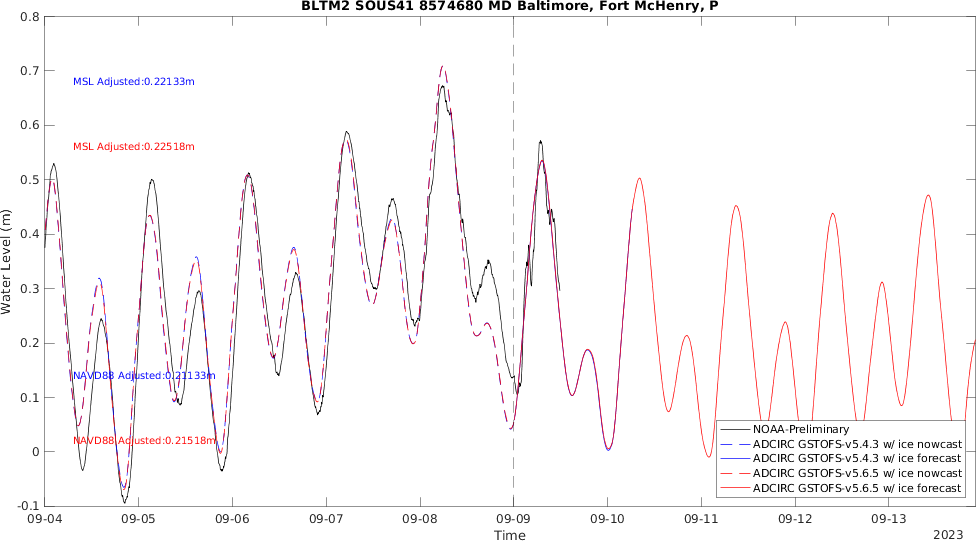 BLTM2 SOUS41 8574680 MD Baltimore, Fort McHenry, P
0.8
0.7
0.6
0.5
0.4
0.3
0.2
0.1
0
-0.1
Water Level (m)
MSL Adjusted:0.22133m
MSL Adjusted:0.22518m
NAVD88 Adjusted:0.21133m
NAVD88 Adjusted:0.21518m
NOAA-Preliminary
ADCIRC GSTOFS-v5.4.3 w/ ice nowcast
ADCIRC GSTOFS-v5.4.3 w/ ice forecast
ADCIRC GSTOFS-v5.6.5 w/ ice nowcast
ADCIRC GSTOFS-v5.6.5 w/ ice forecast
09-04 09-05 09-06 09-07 09-08 09-09 09-10 09-11 09-12 09-13
Time
2023